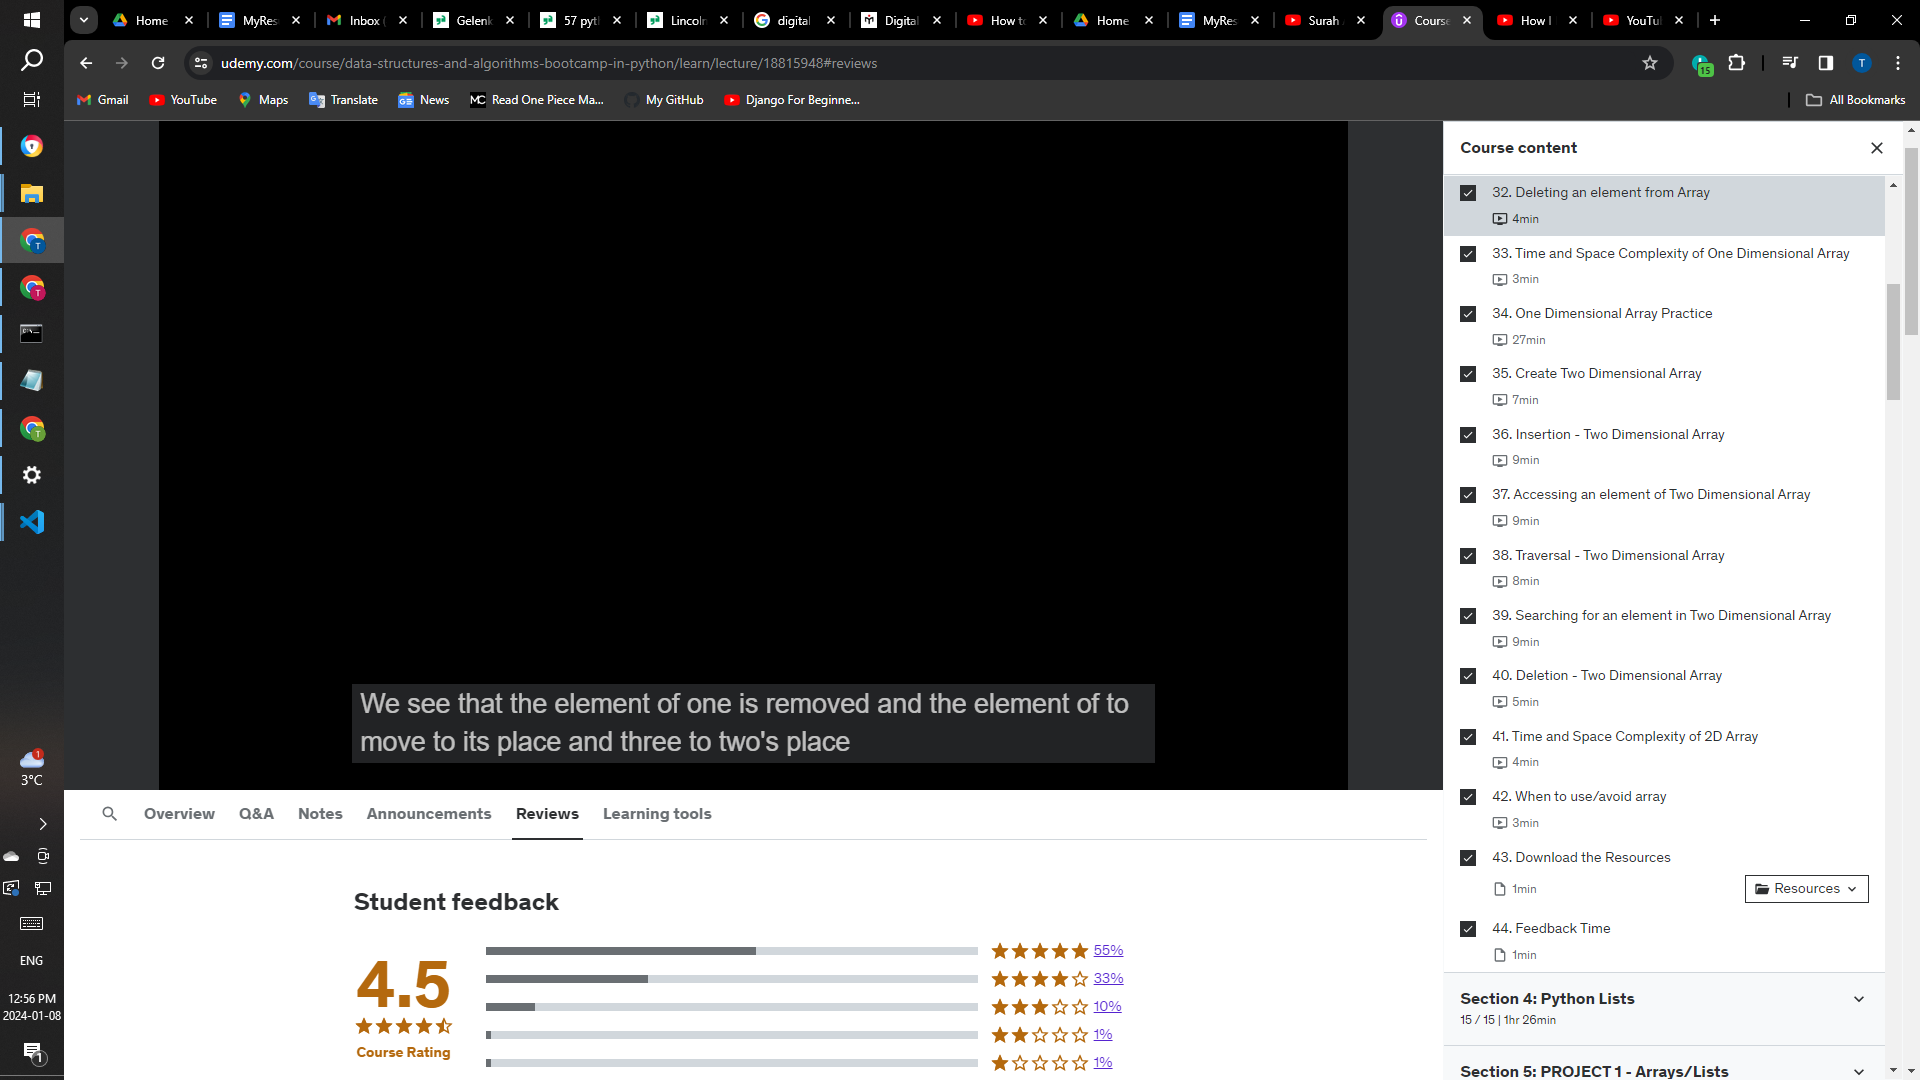 Home
MyRes
Inbox (
Gelenk
57 pyt
Lincoln
digital
Digital
How to
Home
MyRes
Surah
Course
How I
YouTu
udemy.com/course/data-structures-and-algorithms-bootcamp-in-python/learn/lecture/18815948#reviews
15
T
Gmail
YouTube
Maps
Translate
News
Read One Piece Ma...
My GitHub
Django For Beginne...
All Bookmarks
We see that the element of one is removed and the element of to
move to its place and three to two's place
Course content
32. Deleting an element from Array
4min
33. Time and Space Complexity of One Dimensional Array
3min
34. One Dimensional Array Practice
27min
35. Create Two Dimensional Array
7min
36. Insertion - Two Dimensional Array
9min
37. Accessing an element of Two Dimensional Array
9min
38. Traversal - Two Dimensional Array
8min
39. Searching for an element in Two Dimensional Array
9min
40. Deletion - Two Dimensional Array
5min
41. Time and Space Complexity of 2D Array
4min
42. When to use/avoid array
3min
43. Download the Resources
1min
Resources
44. Feedback Time
1min
Section 4: Python Lists
15 / 15 | 1hr 26min
Section 5: PROJECT 1 - Arrays/Lists
Overview
Q&A
Notes
Announcements
Reviews
Learning tools
Student feedback
4.5
Course Rating
55%
33%
10%
1%
1%
1
3°C
ENG
12:56 PM
2024-01-08
1